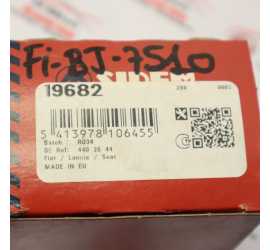 Fi-BJ-7510
SIDEM
19682
5 413978 106455
Batch : R034
OE Ref: 440 26 44
Fiat / Lancia / Seat
MADE IN EU